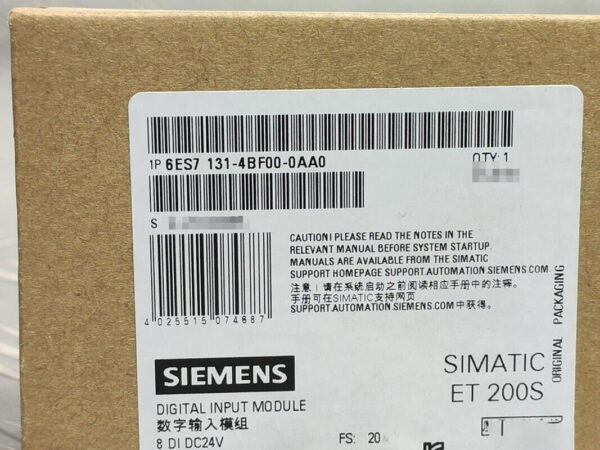 1P 6ES7 131-4BF00-0AA0
QTY: 1
S
CAUTION! PLEASE READ THE NOTES IN THE
RELEVANT MANUAL BEFORE SYSTEM STARTUP.
MANUALS ARE AVAILABLE FROM THE SIMATIC
SUPPORT HOMEPAGE SUPPORT.AUTOMATION.SIEMENS.COM
注意！请在系统启动之前阅读相应手册中的注释。
手册可在SIMATIC支持网页
SUPPORT.AUTOMATION.SIEMENS.COM 中获得。
4 025515 074887
ORIGINAL PACKAGING
SIEMENS
SIMATIC
ET 200S
DIGITAL INPUT MODULE
数字输入模组
8 DI DC24V
FS: 20